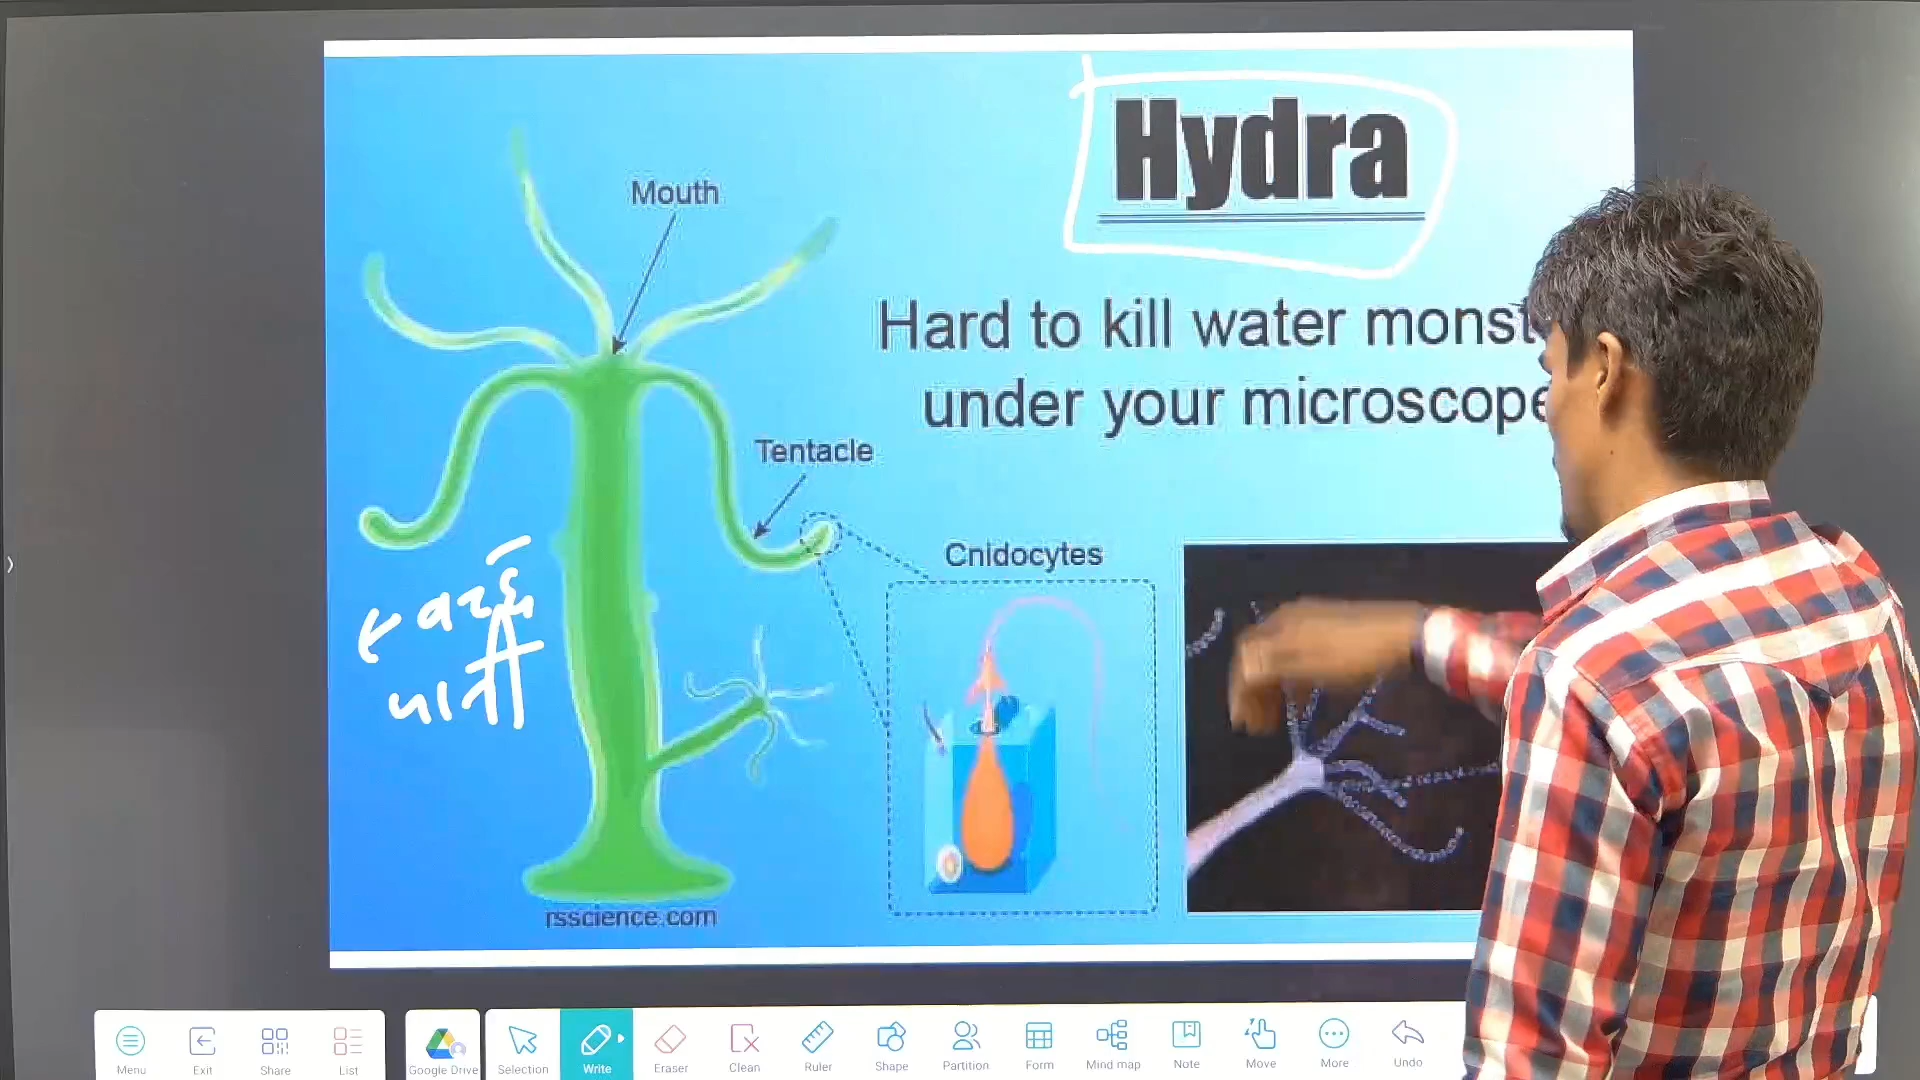 Hydra
Mouth
Hard to kill water monst
under your microscope
Tentacle
Cnidocytes
rsscience.com
Menu
Exit
Share
List
Google Drive
Selection
Write
Eraser
Clean
Ruler
Shape
Partition
Form
Mind map
Note
Move
More
Undo